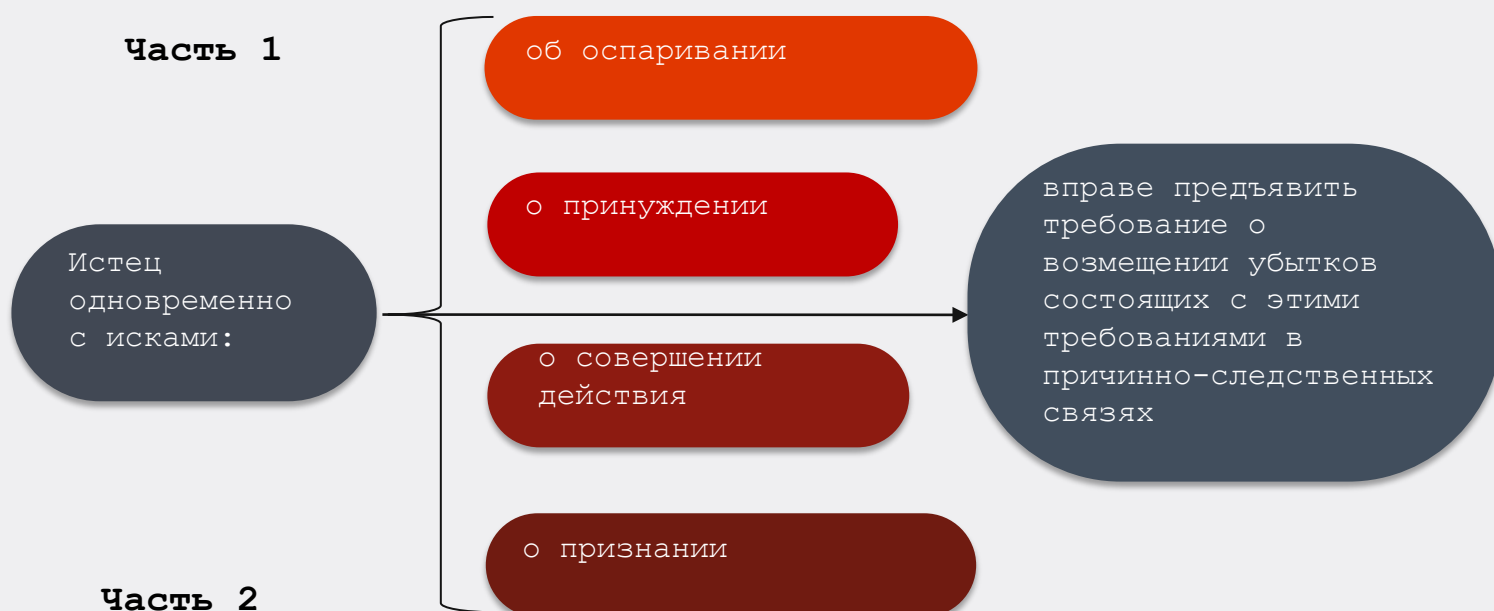 Часть 1
об оспаривании
о принуждении
Истец
одновременно
с исками:
о совершении
действия
о признании
вправе предъявить
требование о
возмещении убытков
состоящих с этими
требованиями в
причинно-следственных
связях
Часть 2